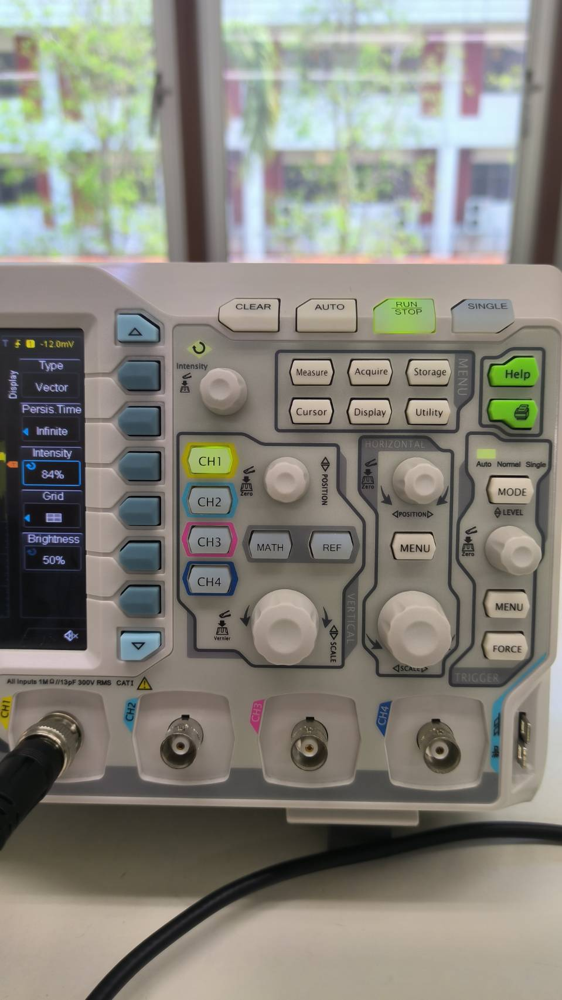 CLEAR
AUTO
RUN
STOP
SINGLE
T 1 -12.0mV
Display
Type
Vector
Persis.Time
Infinite
Intensity
84%
Grid
Brightness
50%
Intensity
Measure
Acquire
Storage
Cursor
Display
Utility
MENU
Help
CH1
CH2
CH3
CH4
Zero
POSITION
MATH
REF
Vernier
SCALE
VERTICAL
HORIZONTAL
Zero
POSITION
MENU
SCALE
Auto Normal Single
MODE
LEVEL
Zero
MENU
FORCE
TRIGGER
All inputs 1MΩ//13pF 300V RMS CAT I
CH1
CH2
CH3
CH4
T